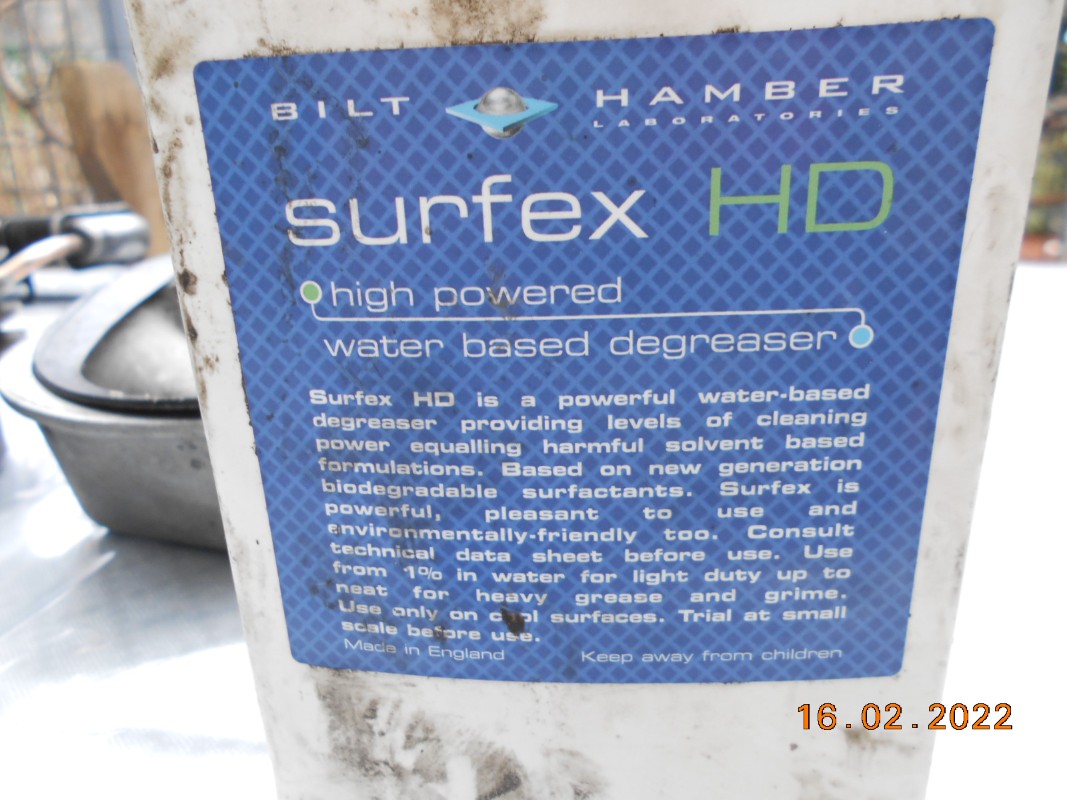 BILT HAMBER
LABORATORIES
surfex HD
high powered
water based degreaser
Surfex HD is a powerful water-based
degreaser providing levels of cleaning
power equalling harmful solvent based
formulations. Based on new generation
biodegradable surfactants. Surfex is
powerful, pleasant to use and
environmentally-friendly too. Consult
technical data sheet before use. Use
from 1% in water for light duty up to
neat for heavy grease and grime.
Use only on cool surfaces. Trial at small
scale before use.
Made in England Keep away from children
16.02.2022